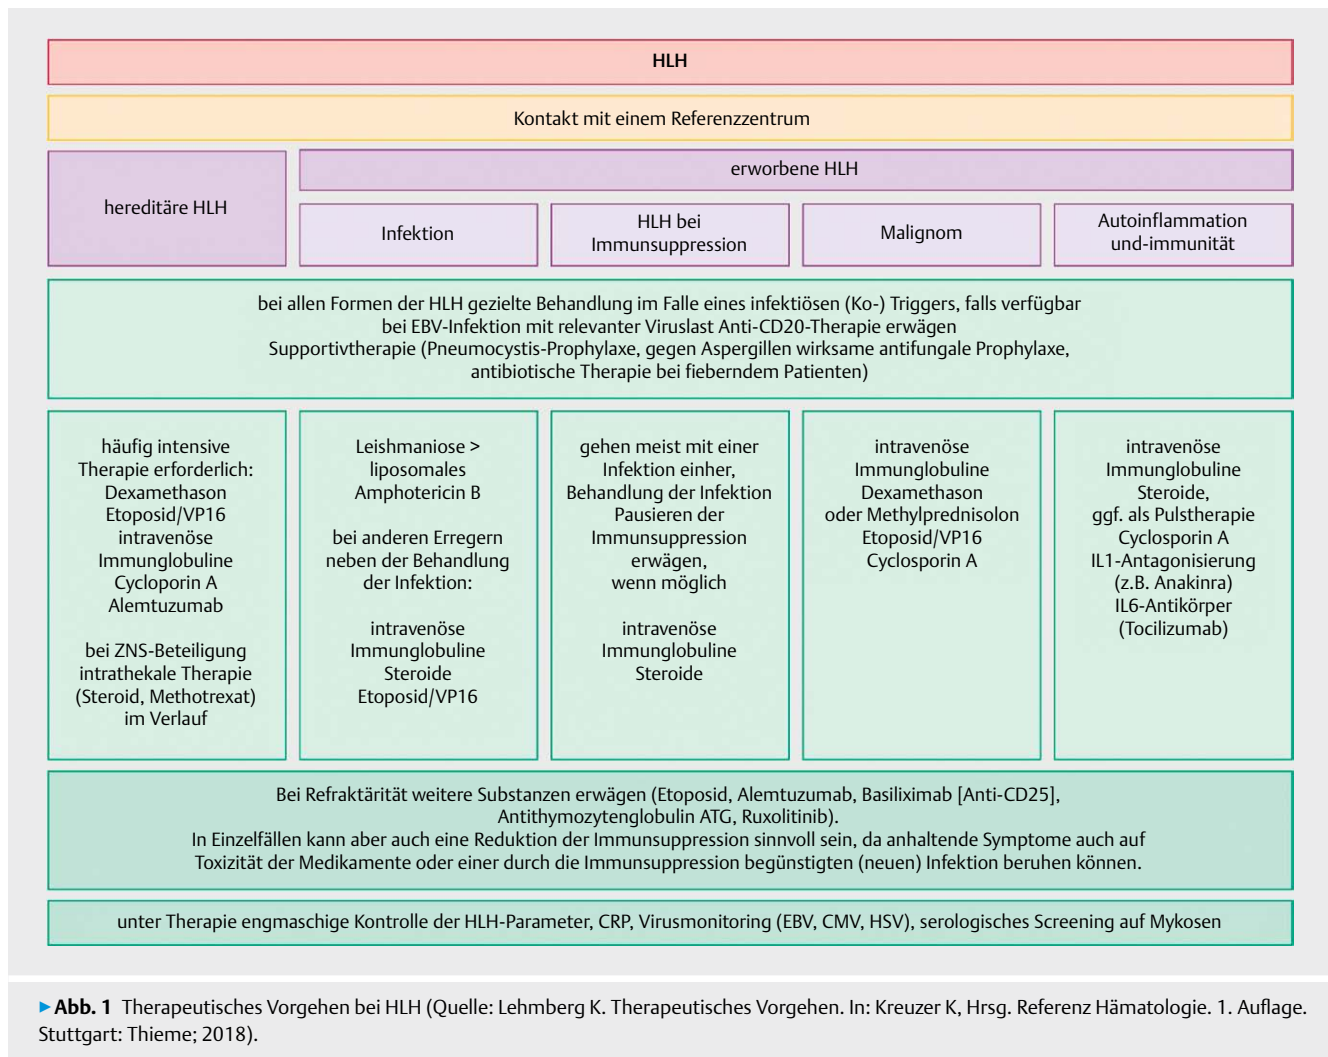 HLH
Kontakt mit einem Referenzzentrum
hereditäre HLH
erworbene HLH
Infektion
HLH bei
Immunsuppression
Malignom
Autoinflammation
und-immunität
bei allen Formen der HLH gezielte Behandlung im Falle eines infektiösen (Ko-) Triggers, falls verfügbar
bei EBV-Infektion mit relevanter Viruslast Anti-CD20-Therapie erwägen
Supportivtherapie (Pneumocystis-Prophylaxe, gegen Aspergillen wirksame antifungale Prophylaxe,
antibiotische Therapie bei fieberndem Patienten)
häufig intensive
Therapie erforderlich:
Dexamethason
Etoposid/VP16
intravenöse
Immunglobuline
Cycloporin A
Alemtuzumab
bei ZNS-Beteiligung
intrathekale Therapie
(Steroid, Methotrexat)
im Verlauf
Leishmaniose >
liposomales
Amphotericin B
bei anderen Erregern
neben der Behandlung
der Infektion:
intravenöse
Immunglobuline
Steroide
Etoposid/VP16
gehen meist mit einer
Infektion einher,
Behandlung der Infektion
Pausieren der
Immunsuppression
erwägen,
wenn möglich
intravenöse
Immunglobuline
Steroide
intravenöse
Immunglobuline
Dexamethason
oder Methylprednisolon
Etoposid/VP16
Cyclosporin A
intravenöse
Immunglobuline
Steroide,
ggf. als Pulstherapie
Cyclosporin A
IL1-Antagonisierung
(z.B. Anakinra)
IL6-Antikörper
(Tocilizumab)
Bei Refraktärität weitere Substanzen erwägen (Etoposid, Alemtuzumab, Basiliximab [Anti-CD25],
Antithymozytenglobulin ATG, Ruxolitinib).
In Einzelfällen kann aber auch eine Reduktion der Immunsuppression sinnvoll sein, da anhaltende Symptome auch auf
Toxizität der Medikamente oder einer durch die Immunsuppression begünstigten (neuen) Infektion beruhen können.
unter Therapie engmaschige Kontrolle der HLH-Parameter, CRP, Virusmonitoring (EBV, CMV, HSV), serologisches Screening auf Mykosen
▶ Abb. 1 Therapeutisches Vorgehen bei HLH (Quelle: Lehmberg K. Therapeutisches Vorgehen. In: Kreuzer K, Hrsg. Referenz Hämatologie. 1. Auflage.
Stuttgart: Thieme; 2018).